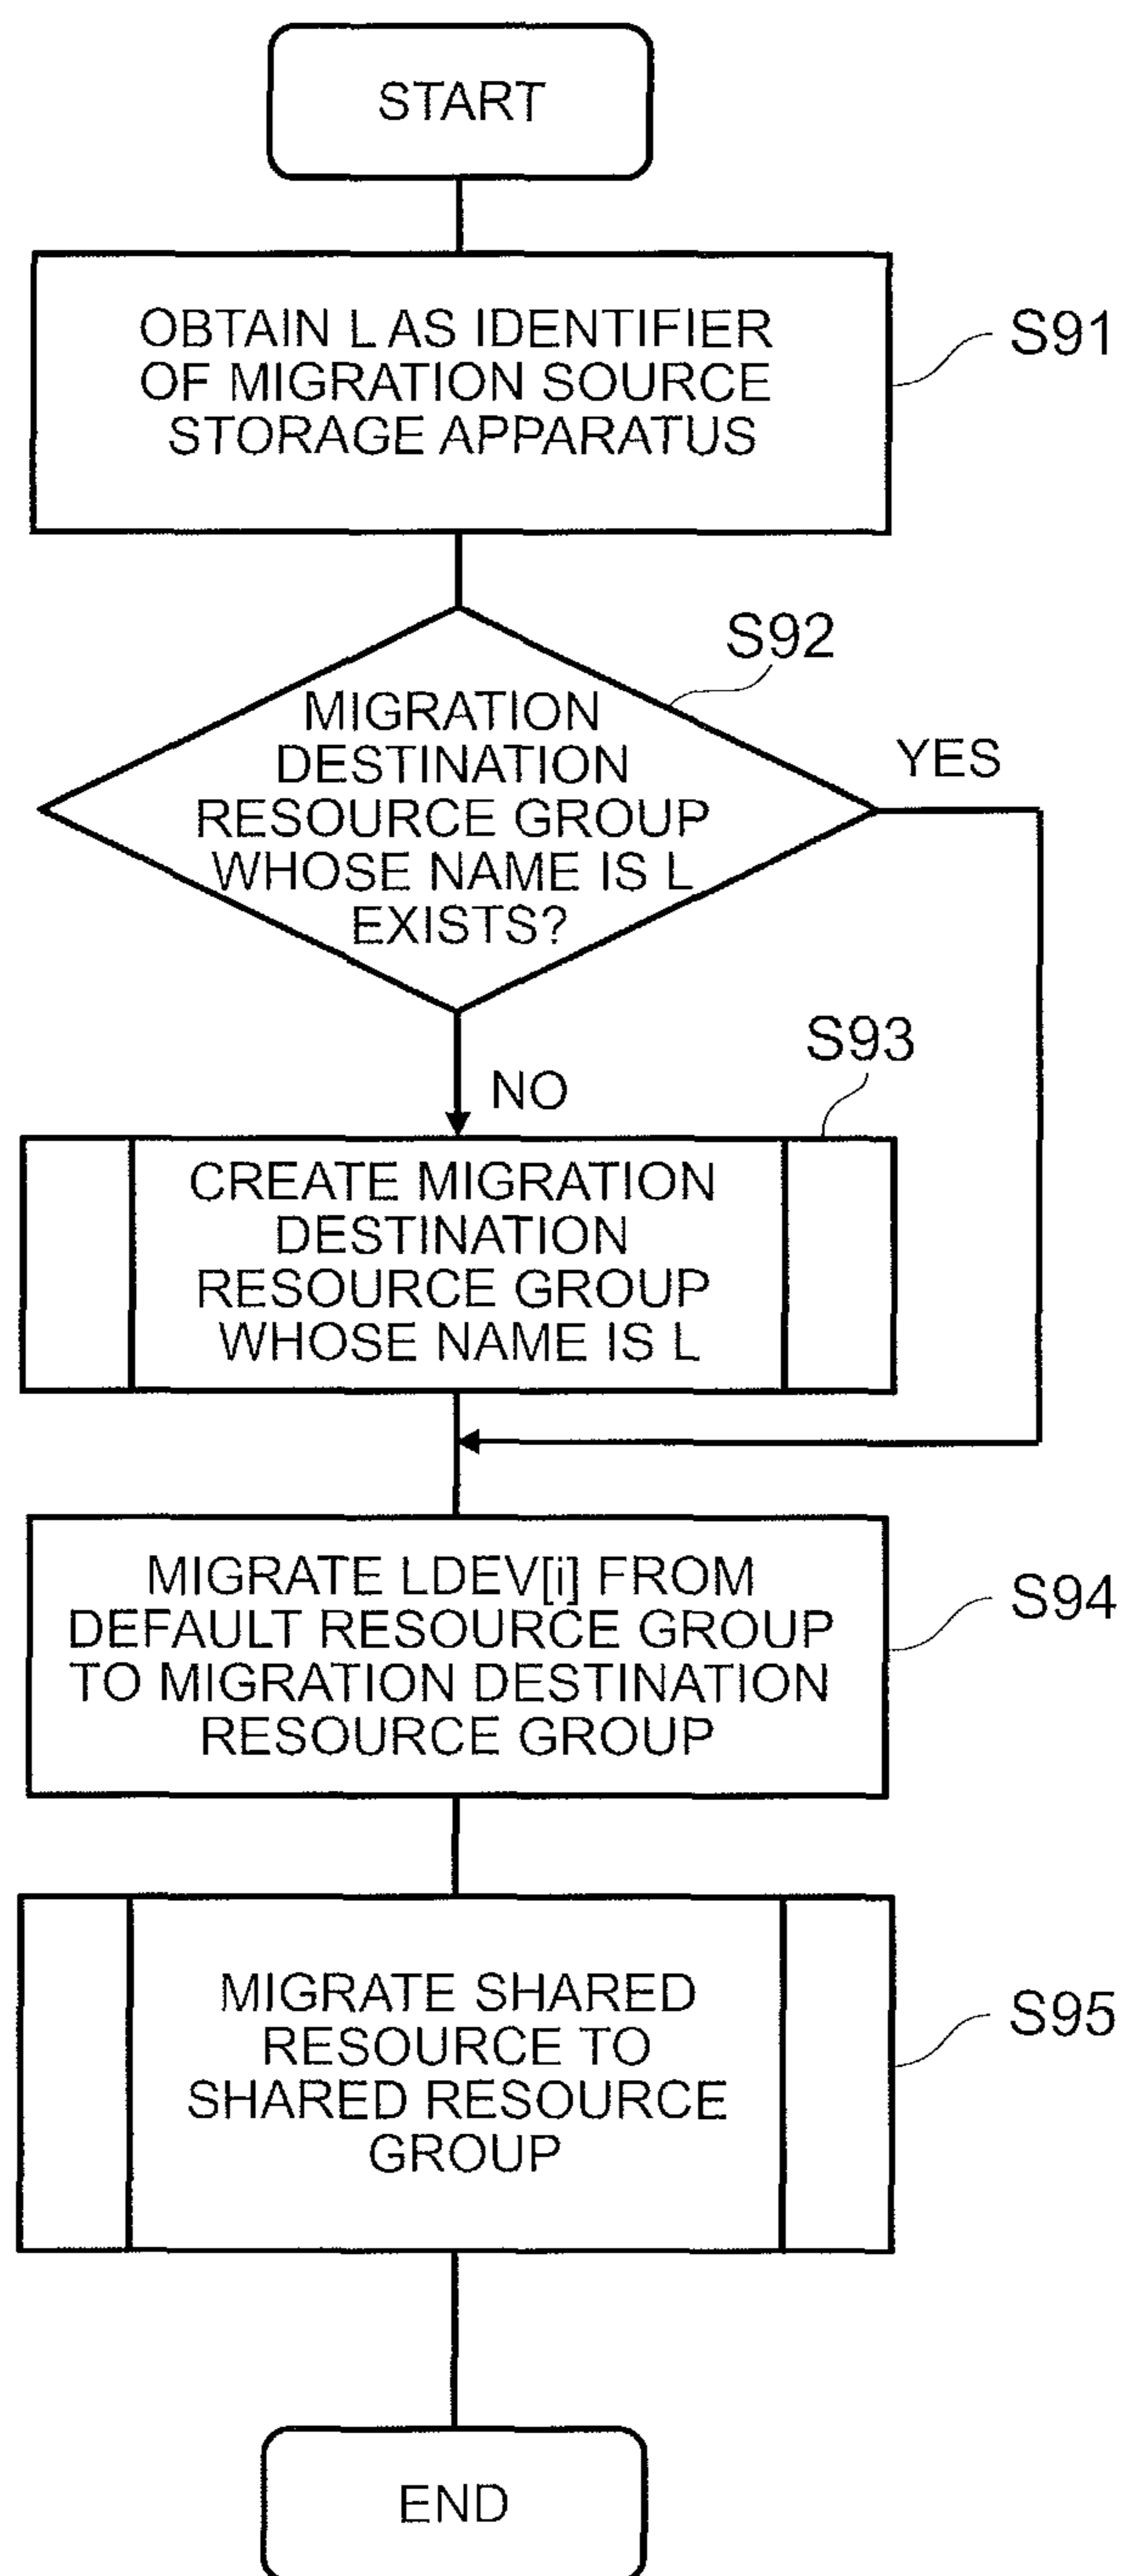 START
OBTAIN L AS IDENTIFIER
OF MIGRATION SOURCE
STORAGE APPARATUS
S91
S92
MIGRATION
DESTINATION
RESOURCE GROUP
WHOSE NAME IS L
EXISTS?
YES
NO
S93
CREATE MIGRATION
DESTINATION
RESOURCE GROUP
WHOSE NAME IS L
MIGRATE LDEV[i] FROM
DEFAULT RESOURCE GROUP
TO MIGRATION DESTINATION
RESOURCE GROUP
S94
MIGRATE SHARED
RESOURCE TO
SHARED RESOURCE
GROUP
S95
END